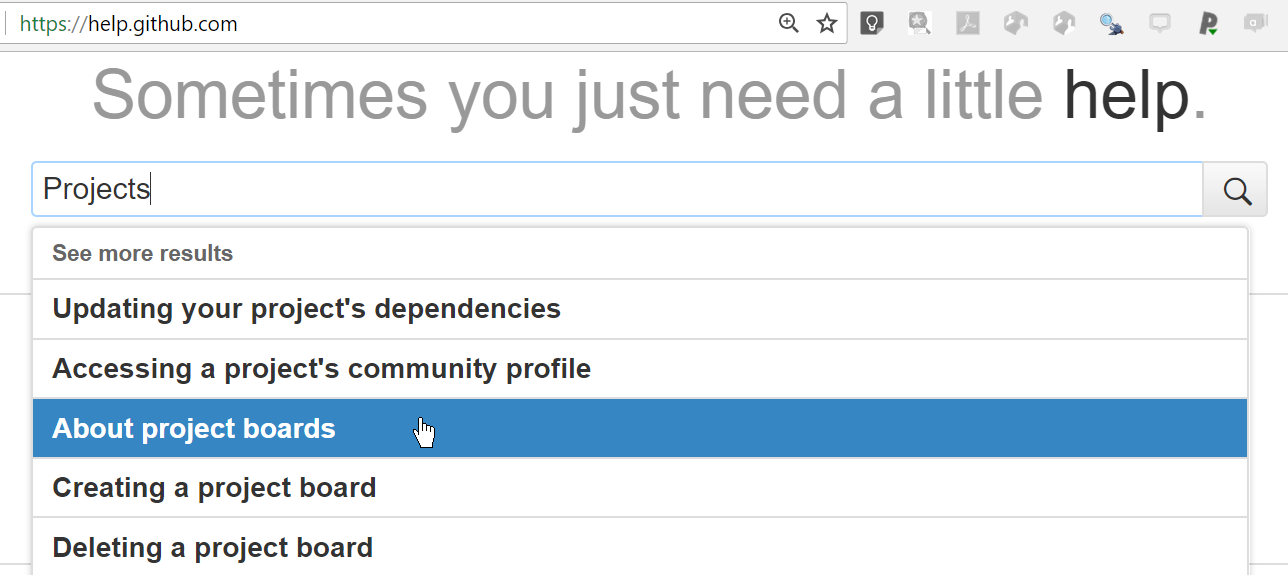 https://help.github.com
Sometimes you just need a little help.
Projects
See more results
Updating your project's dependencies
Accessing a project's community profile
About project boards
Creating a project board
Deleting a project board